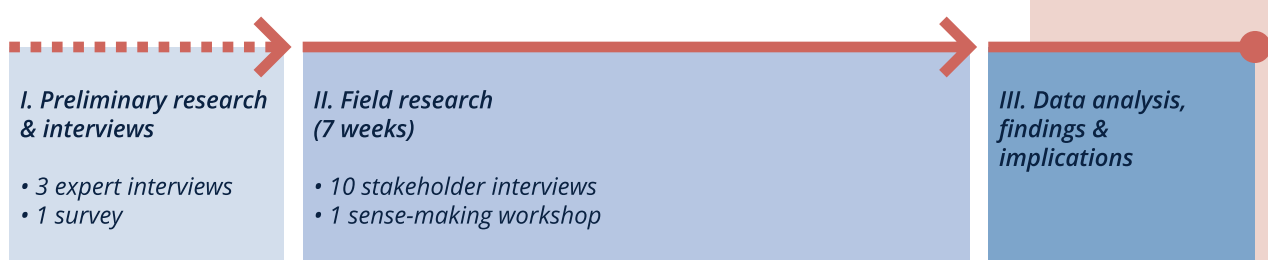 I. Preliminary research
& interviews
• 3 expert interviews
• 1 survey
II. Field research
(7 weeks)
• 10 stakeholder interviews
• 1 sense-making workshop
III. Data analysis,
findings &
implications